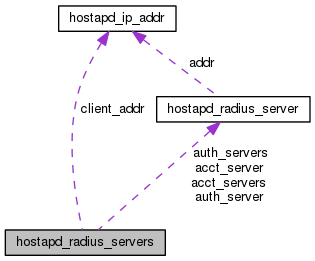 hostapd_ip_addr
addr
client_addr
hostapd_radius_server
auth_servers
acct_server
acct_servers
auth_server
hostapd_radius_servers